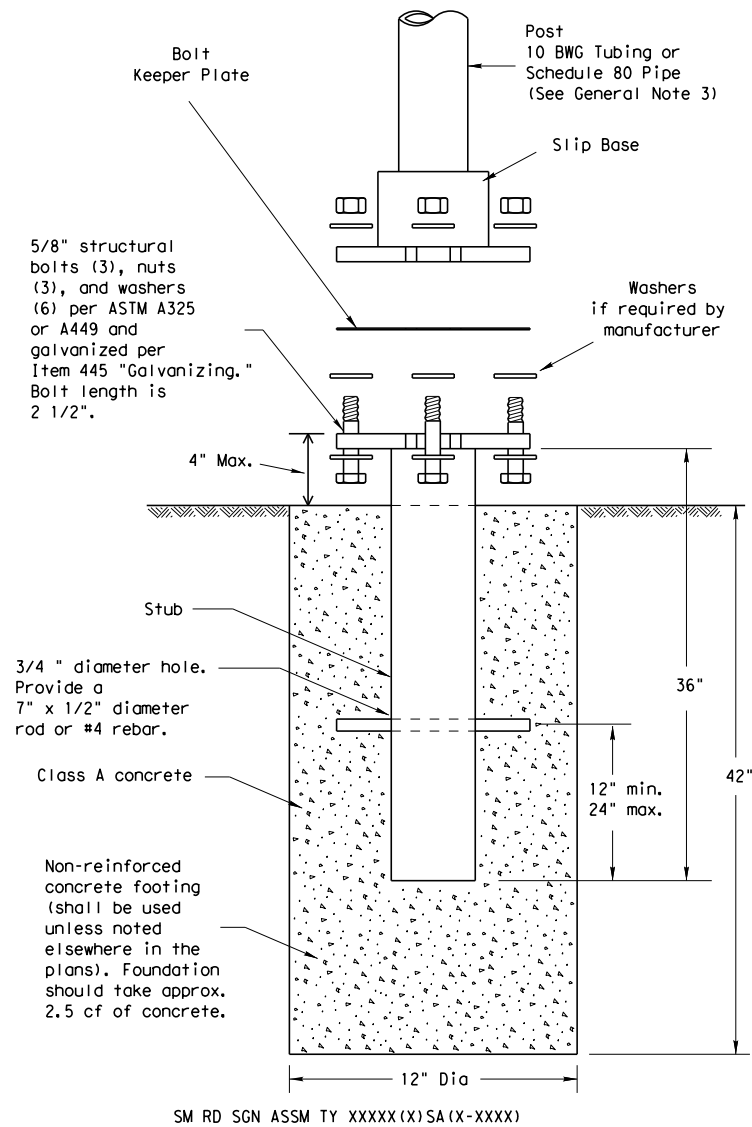 Bolt
Keeper Plate
Post
10 BWG Tubing or
Schedule 80 Pipe
(See General Note 3)
Slip Base
5/8" structural
bolts (3), nuts
(3), and washers
(6) per ASTM A325
or A449 and
galvanized per
Item 445 "Galvanizing."
Bolt length is
2 1/2".
Washers
if required by
manufacturer
4" Max.
Stub
3/4 " diameter hole.
Provide a
7" x 1/2" diameter
rod or #4 rebar.
36"
Class A concrete
12" min.
24" max.
42"
Non-reinforced
concrete footing
(shall be used
unless noted
elsewhere in the
plans). Foundation
should take approx.
2.5 cf of concrete.
12" Dia
SM RD SGN ASSM TY XXXXX(X)SA(X-XXXX)